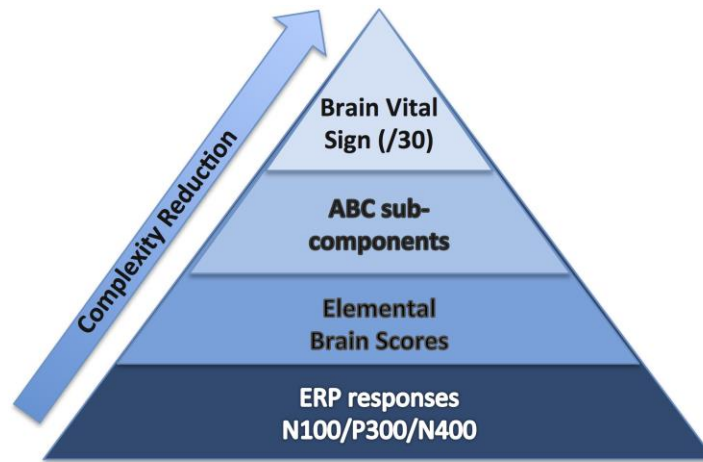 Complexity Reduction
Brain Vital
Sign (/30)
ABC sub-
components
Elemental
Brain Scores
ERP responses
N100/P300/N400